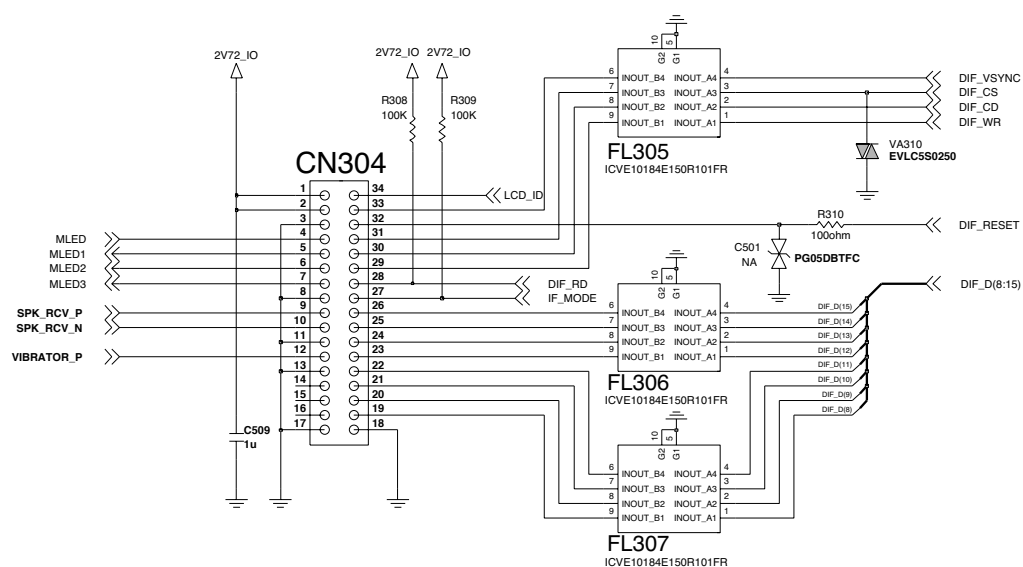 2V72_IO
2V72_IO 2V72_IO
R308
100K
R309
100K
CN304
1 34
2 33
3 32
4 31
5 30
6 29
7 28
8 27
9 26
10 25
11 24
12 23
13 22
14 21
15 20
16 19
17 18
MLED
MLED1
MLED2
MLED3
SPK_RCV_P
SPK_RCV_N
VIBRATOR_P
C509
1u
LCD_ID
DIF_RD
IF_MODE
10 5
G2 G1
6 INOUT_B4 INOUT_A4 4
7 INOUT_B3 INOUT_A3 3
8 INOUT_B2 INOUT_A2 2
9 INOUT_B1 INOUT_A1 1
FL305
ICVE10184E150R101FR
DIF_VSYNC
DIF_CS
DIF_CD
DIF_WR
VA310
EVLC5S0250
R310
100ohm
DIF_RESET
C501
NA
PG05DBTFC
10 5
G2 G1
6 INOUT_B4 INOUT_A4 4
7 INOUT_B3 INOUT_A3 3
8 INOUT_B2 INOUT_A2 2
9 INOUT_B1 INOUT_A1 1
FL306
ICVE10184E150R101FR
DIF_D(8:15)
DIF_D(15)
DIF_D(14)
DIF_D(13)
DIF_D(12)
DIF_D(11)
DIF_D(10)
DIF_D(9)
DIF_D(8)
10 5
G2 G1
6 INOUT_B4 INOUT_A4 4
7 INOUT_B3 INOUT_A3 3
8 INOUT_B2 INOUT_A2 2
9 INOUT_B1 INOUT_A1 1
FL307
ICVE10184E150R101FR